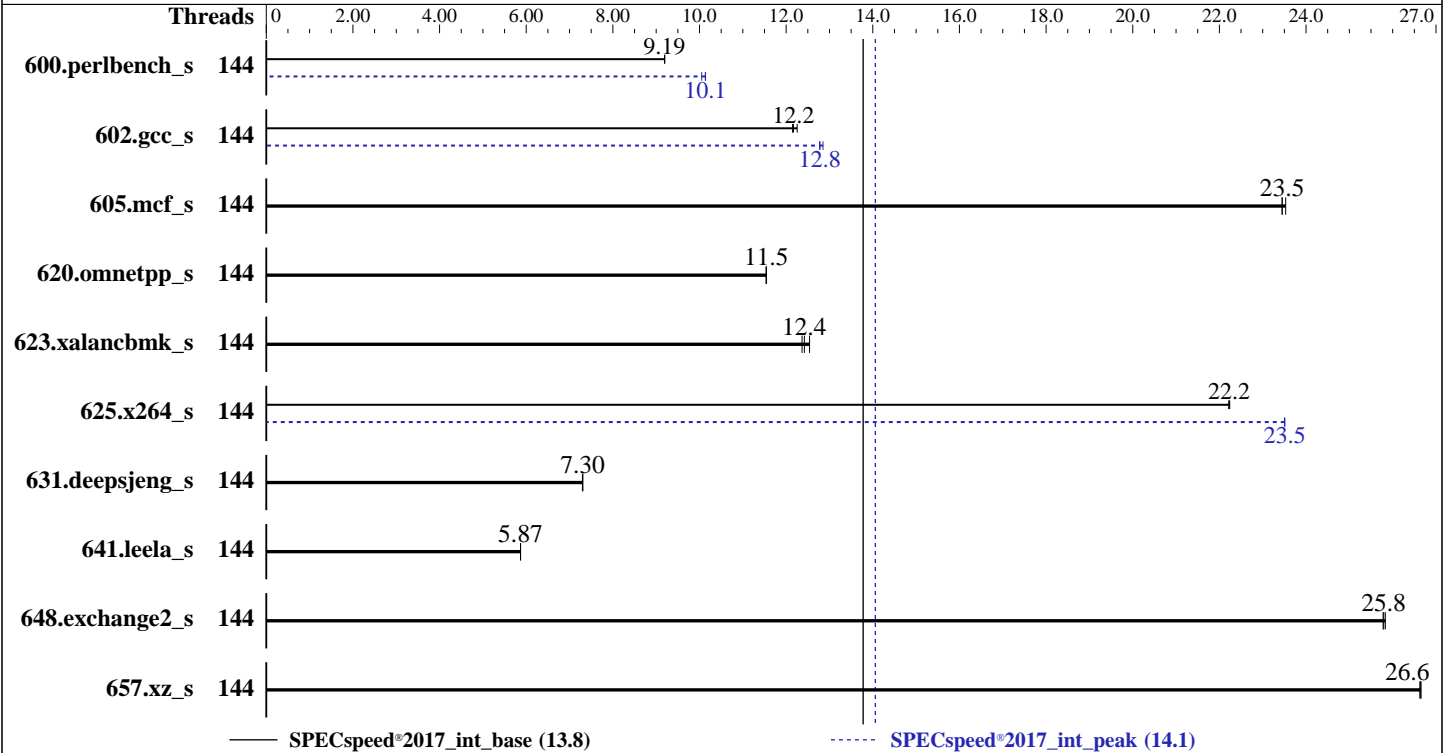 Threads 0 2.00 4.00 6.00 8.00 10.0 12.0 14.0 16.0 18.0 20.0 22.0 24.0 27.0
9.19
600.perlbench_s 144
10.1
12.2
602.gcc_s 144
12.8
23.5
605.mcf_s 144
11.5
620.omnetpp_s 144
12.4
623.xalancbmk_s 144
22.2
625.x264_s 144
23.5
7.30
631.deepsjeng_s 144
5.87
641.leela_s 144
25.8
648.exchange2_s 144
26.6
657.xz_s 144
SPECspeed®2017_int_base (13.8) SPECspeed®2017_int_peak (14.1)